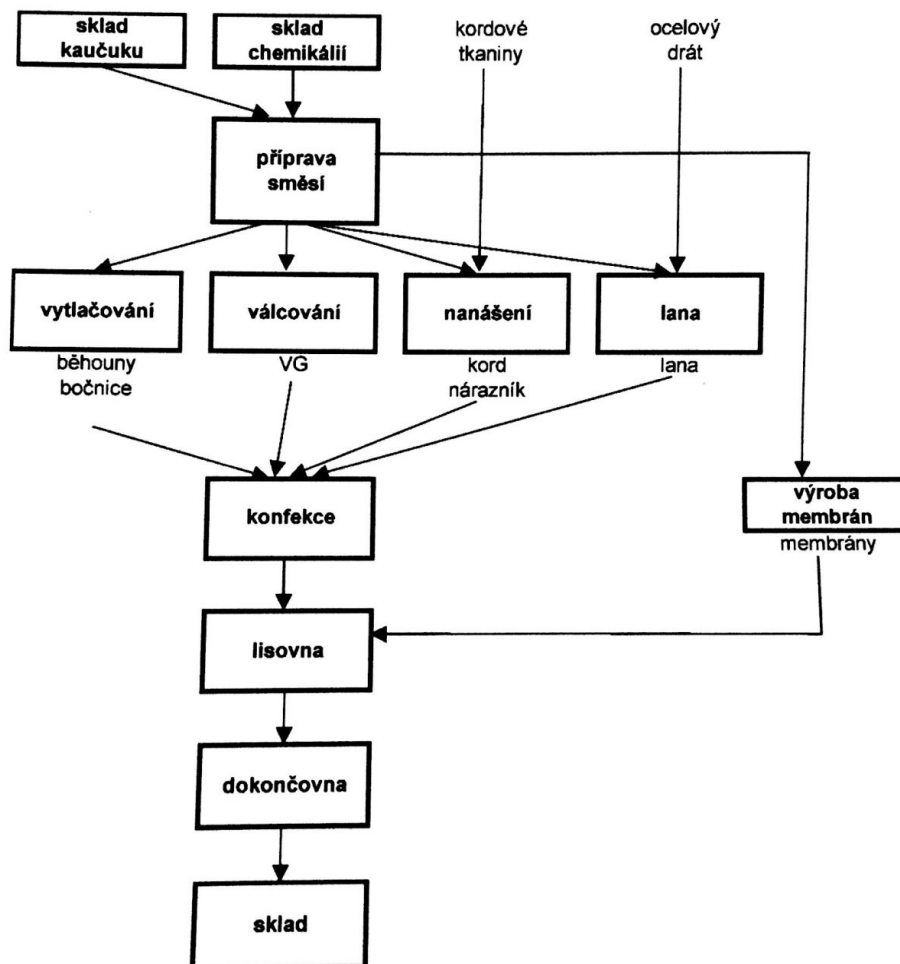 sklad
kaučuku
sklad
chemikálií
kordové
tkaniny
ocelový
drát
příprava
směsí
vytlačování
válcování
nanášení
lana
běhouny
bočnice
VG
kord
nárazník
lana
konfekce
výroba
membrán
membrány
lisovna
dokončovna
sklad